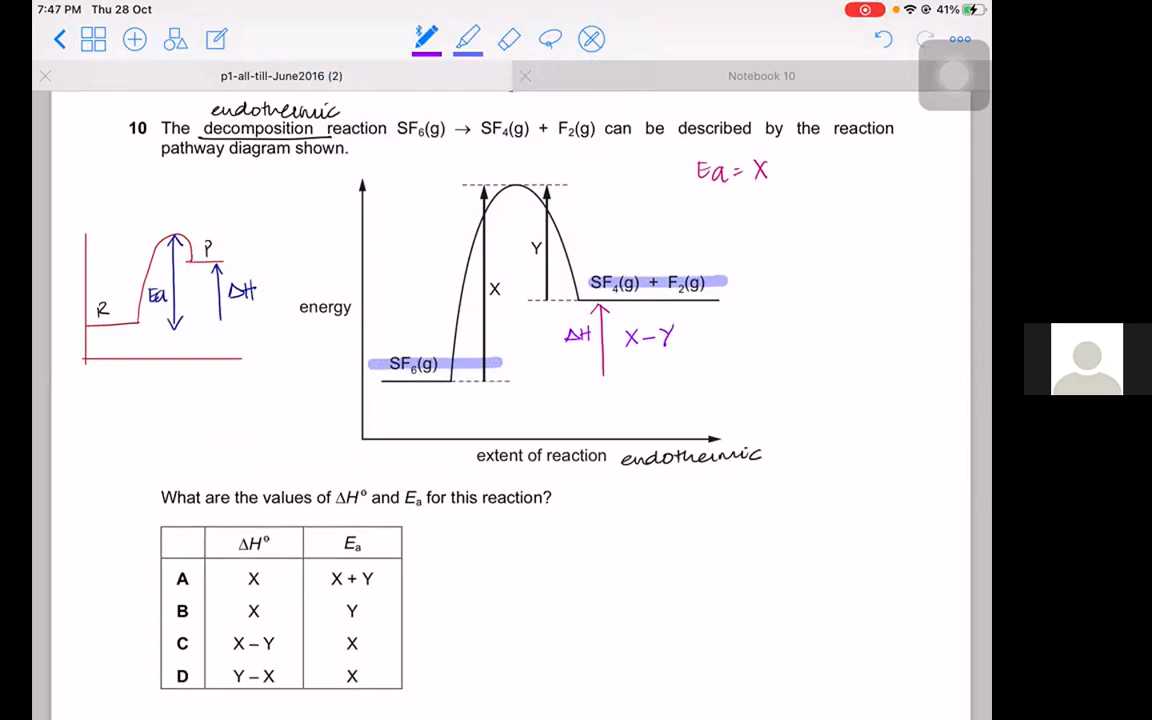 7:47 PM Thu 28 Oct
41%
p1-all-till-June2016 (2)
Notebook 10
endothermic
10 The decomposition reaction SF₆(g) → SF₄(g) + F₂(g) can be described by the reaction
pathway diagram shown.
Ea = X
R
Ea
P
ΔH
energy
SF₆(g)
X
Y
SF₄(g) + F₂(g)
ΔH
X – Y
extent of reaction
endothermic
What are the values of ΔH° and Eₐ for this reaction?
ΔH° Eₐ
A X X + Y
B X Y
C X – Y X
D Y – X X